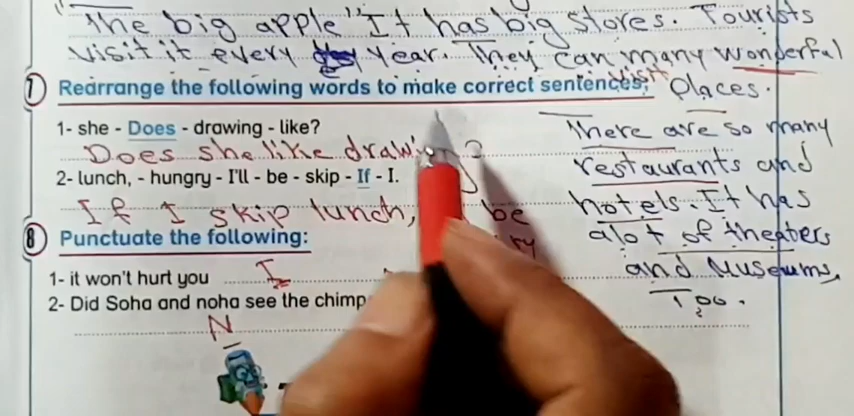 "The big apple" It has big stores. Tourists
visit it every year. They can many wonderful
visit
places.
7 Rearrange the following words to make correct sentences:
1- she - Does - drawing - like?
Does she like drawing?
2- lunch, - hungry - I'll - be - skip - If - I.
If I skip lunch, be
8 Punctuate the following:
1- it won't hurt you
I
2- Did Soha and noha see the chimp
N
There are so many
restaurants and
hotels. It has
alot of theaters
and Museums,
Too.